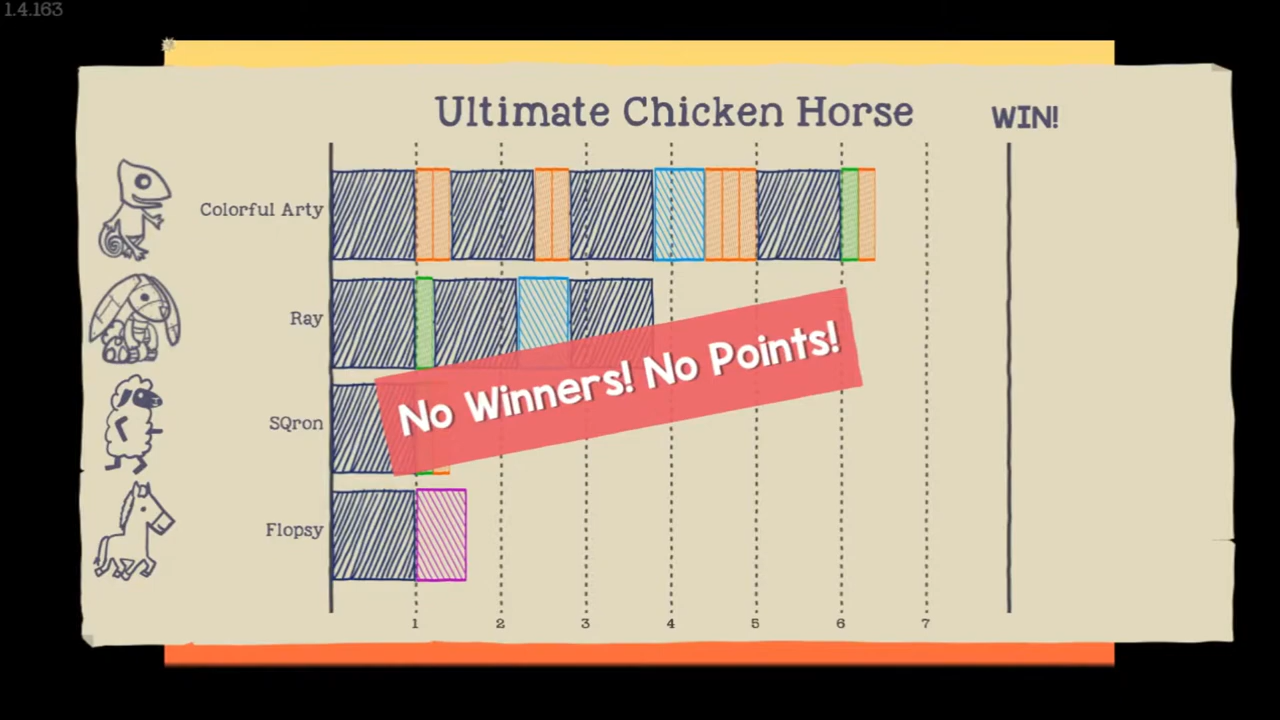 1.4.163
Ultimate Chicken Horse
WIN!
Colorful Arty
Ray
No Winners! No Points!
SQron
Flopsy
1 2 3 4 5 6 7